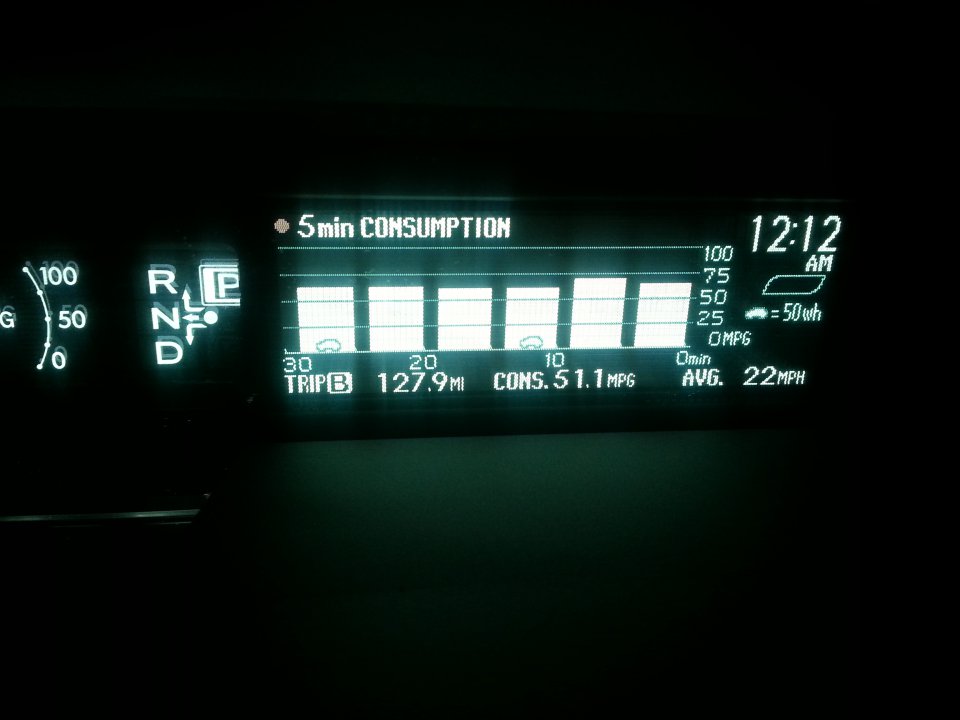 5min CONSUMPTION
12:12
AM
100
75
50
25
0MPG
= 50wh
30 20 10 0min
TRIP B 127.9MI CONS.51.1MPG AVG. 22MPH
100
50
0
G
R
P
N
D